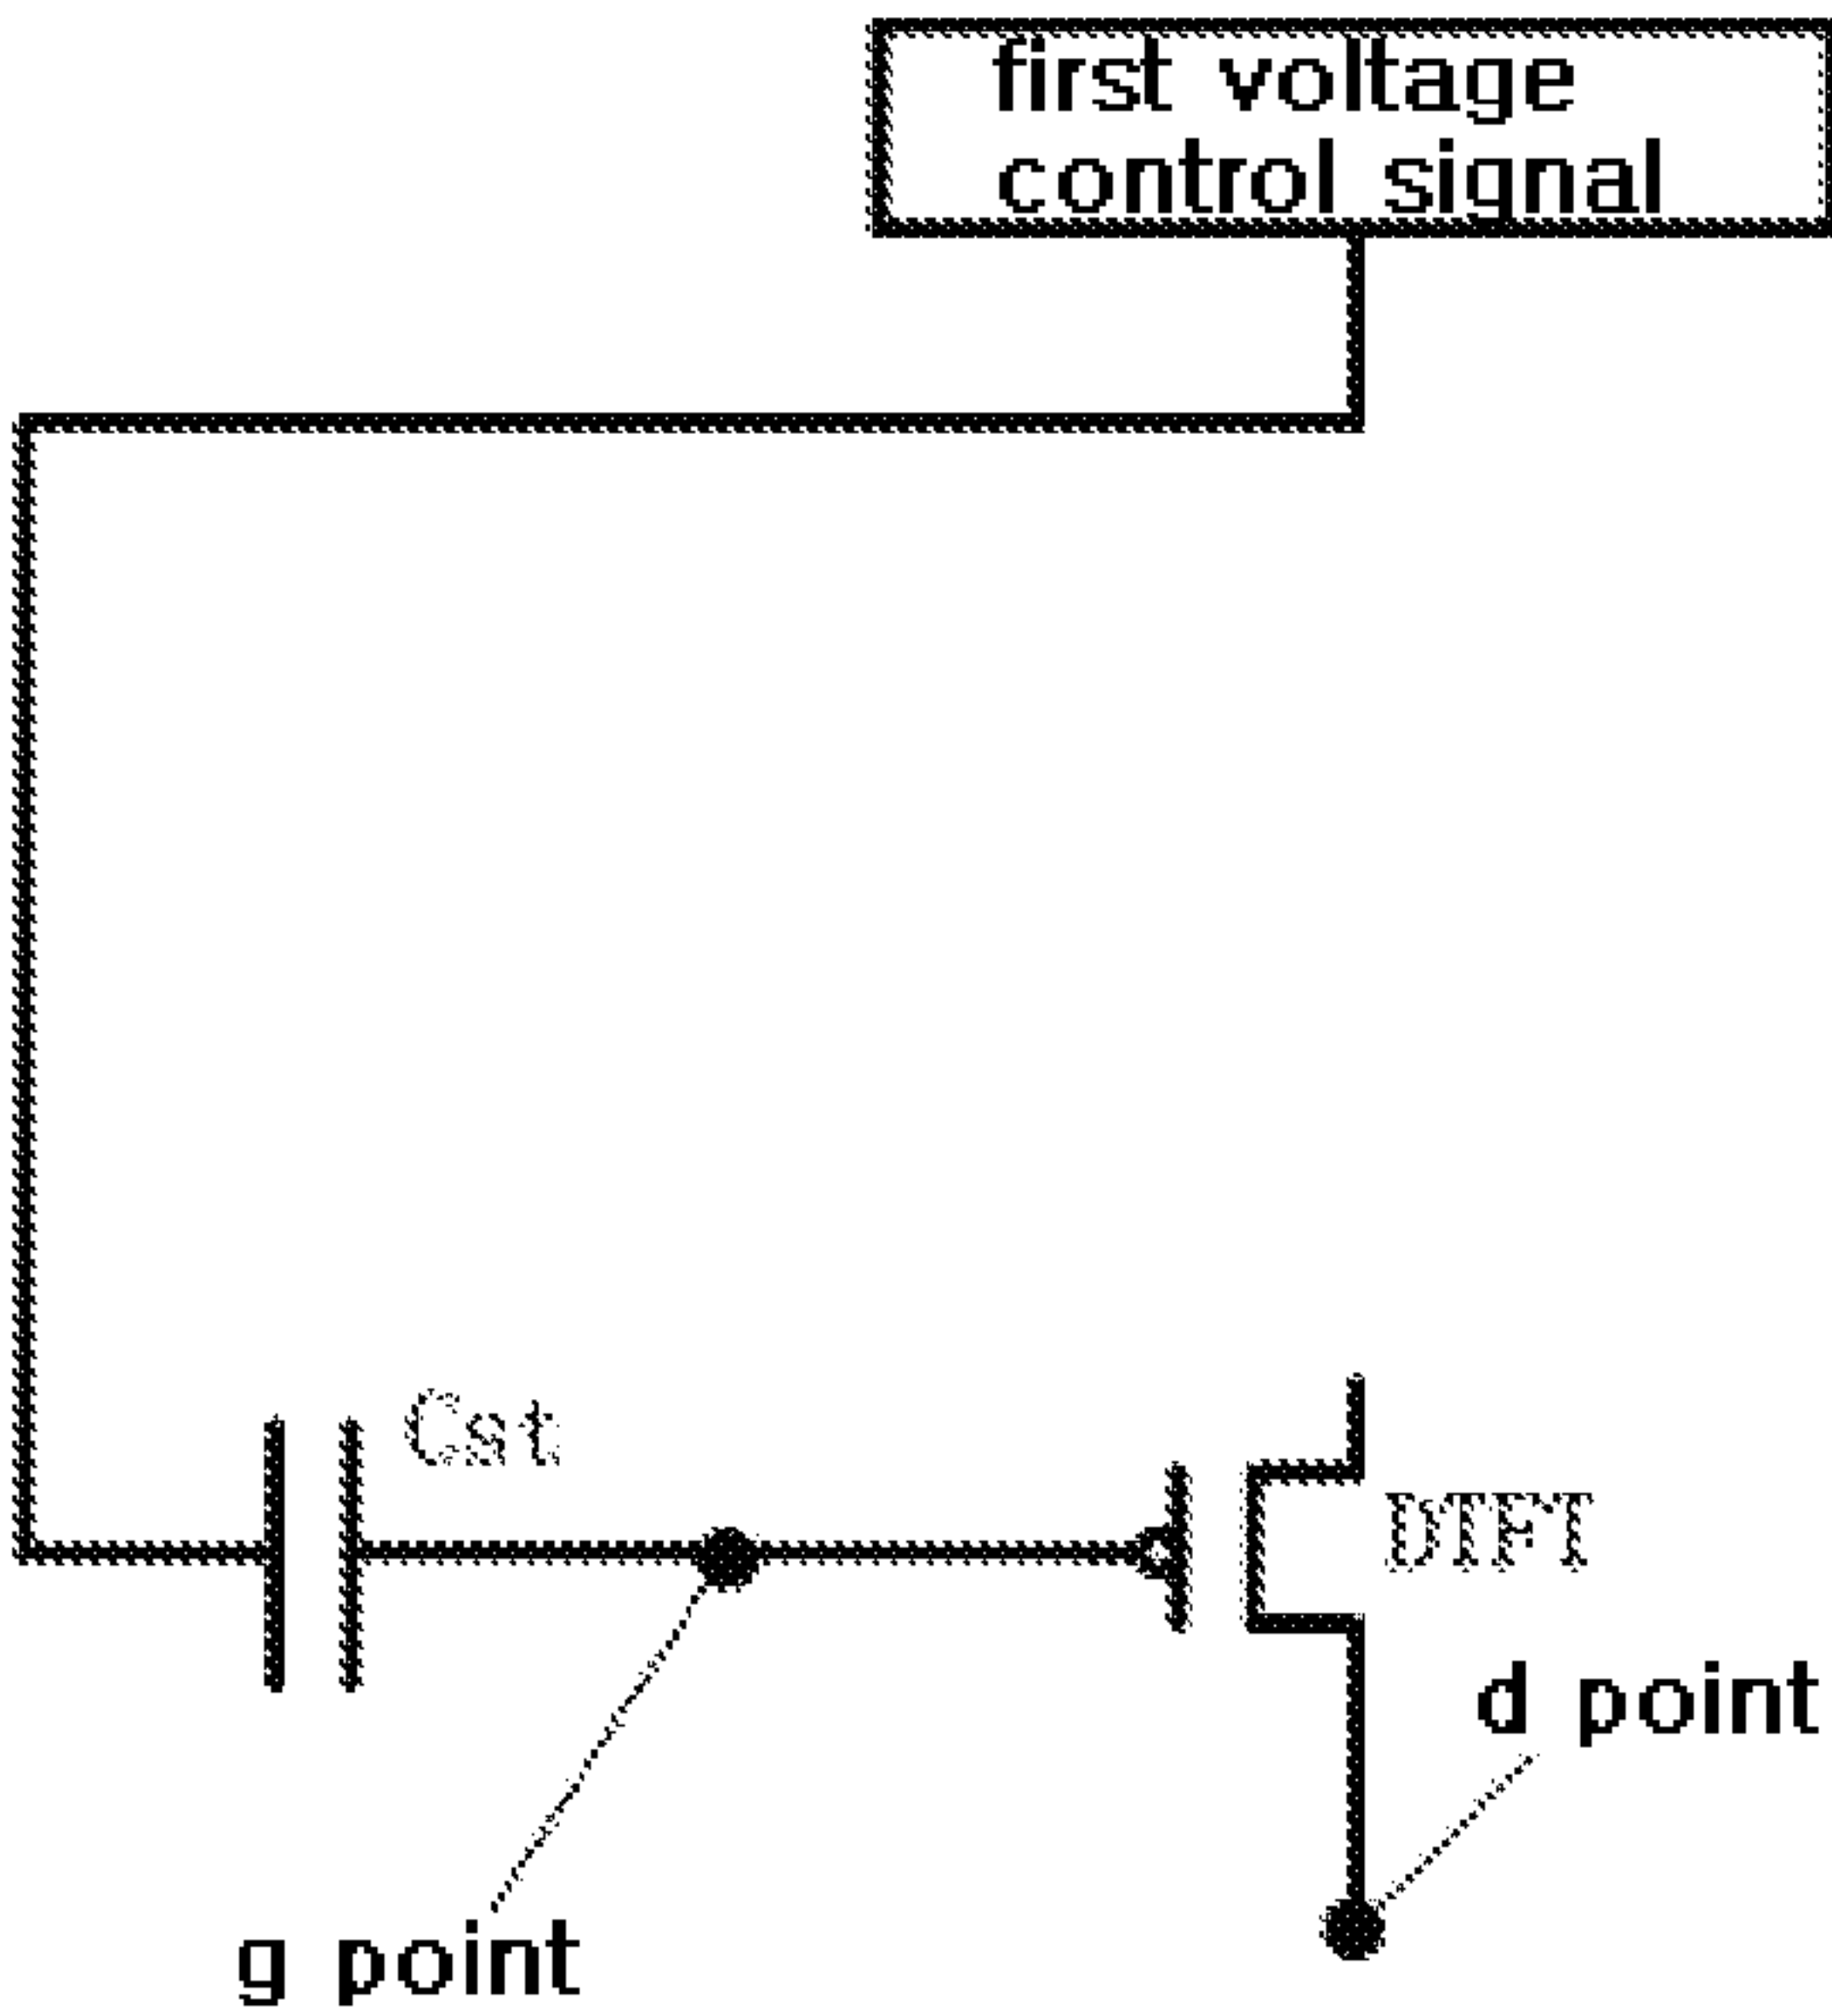 first voltage
control signal
Cst
DTFT
d point
g point